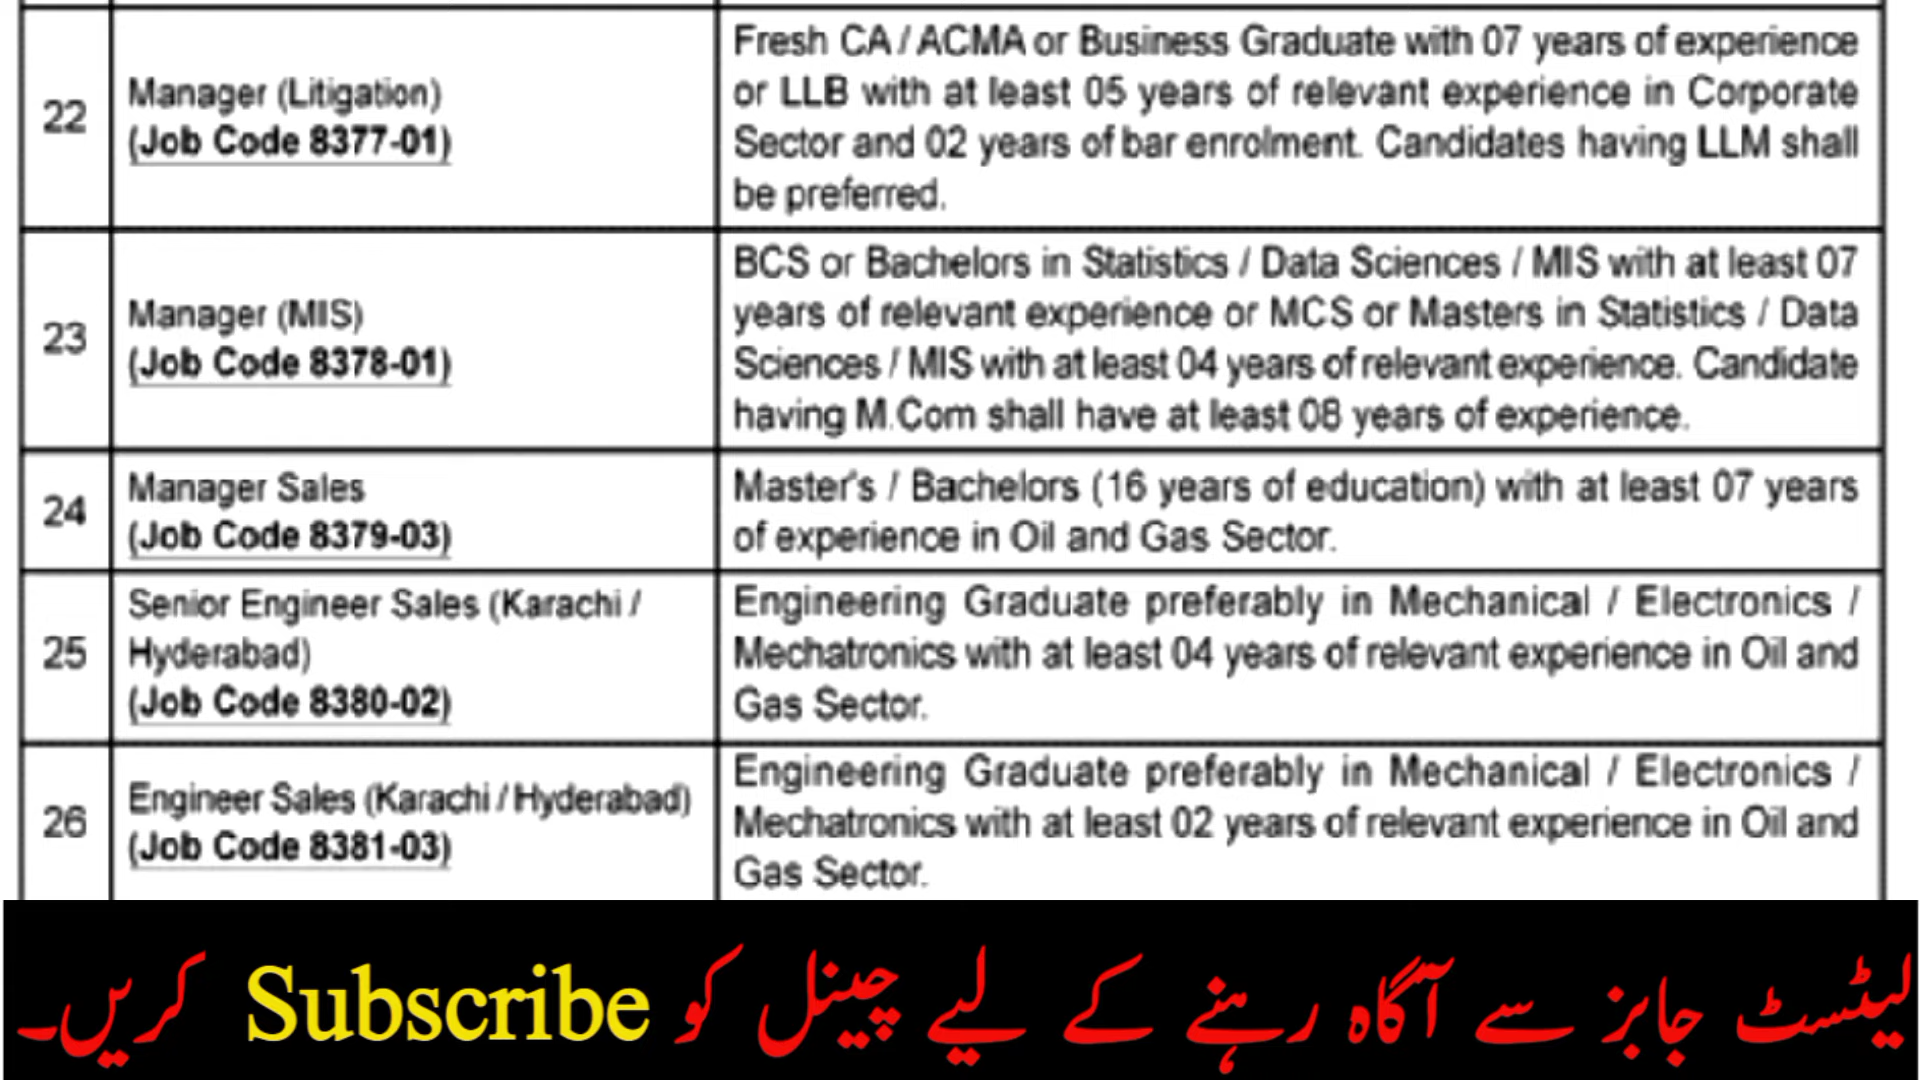 22
Manager (Litigation)
(Job Code 8377-01)
Fresh CA / ACMA or Business Graduate with 07 years of experience
or LLB with at least 05 years of relevant experience in Corporate
Sector and 02 years of bar enrolment. Candidates having LLM shall
be preferred.
23
Manager (MIS)
(Job Code 8378-01)
BCS or Bachelors in Statistics / Data Sciences / MIS with at least 07
years of relevant experience or MCS or Masters in Statistics / Data
Sciences / MIS with at least 04 years of relevant experience. Candidate
having M.Com shall have at least 08 years of experience.
24
Manager Sales
(Job Code 8379-03)
Master's / Bachelors (16 years of education) with at least 07 years
of experience in Oil and Gas Sector.
25
Senior Engineer Sales (Karachi /
Hyderabad)
(Job Code 8380-02)
Engineering Graduate preferably in Mechanical / Electronics /
Mechatronics with at least 04 years of relevant experience in Oil and
Gas Sector.
26
Engineer Sales (Karachi / Hyderabad)
(Job Code 8381-03)
Engineering Graduate preferably in Mechanical / Electronics /
Mechatronics with at least 02 years of relevant experience in Oil and
Gas Sector.
لیٹسٹ جابز سے آگاہ رہنے کے لیے چینل کو Subscribe کریں۔